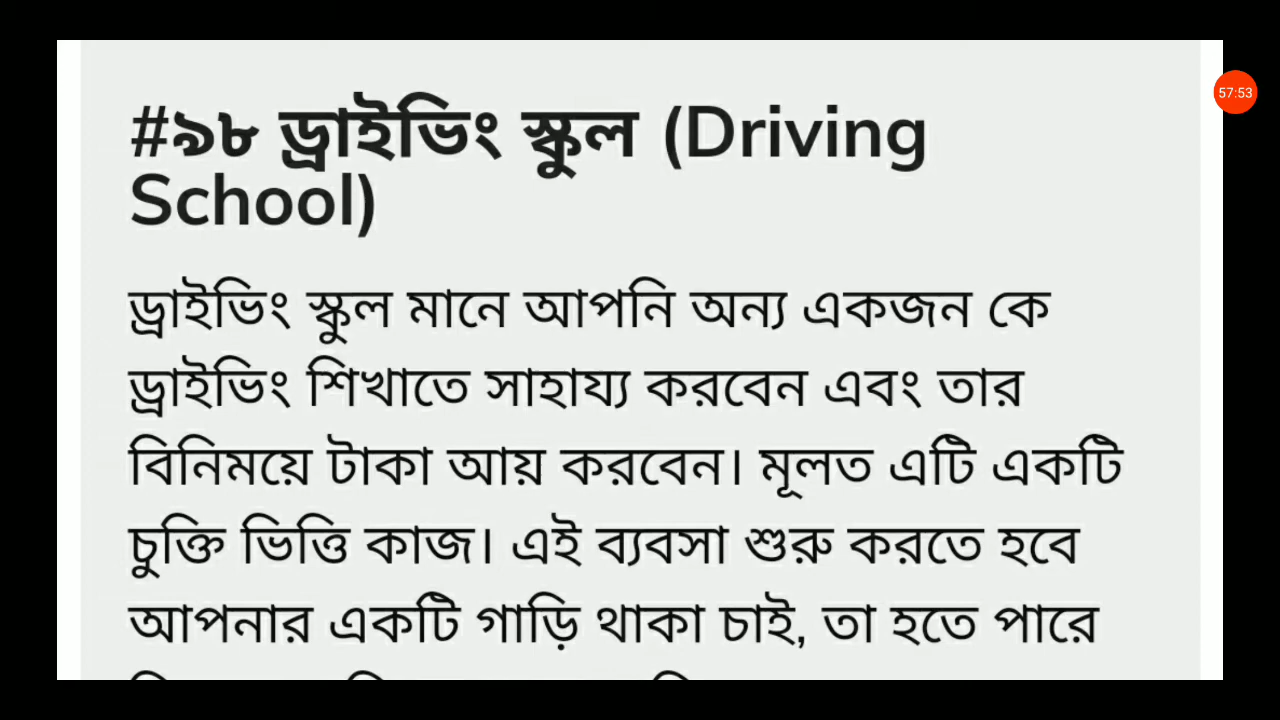 #৯৮ ড্রাইভিং স্কুল (Driving
School)
ড্রাইভিং স্কুল মানে আপনি অন্য একজন কে
ড্রাইভিং শিখাতে সাহায্য করবেন এবং তার
বিনিময়ে টাকা আয় করবেন। মূলত এটি একটি
চুক্তি ভিত্তি কাজ। এই ব্যবসা শুরু করতে হবে
আপনার একটি গাড়ি থাকা চাই, তা হতে পারে
57:53